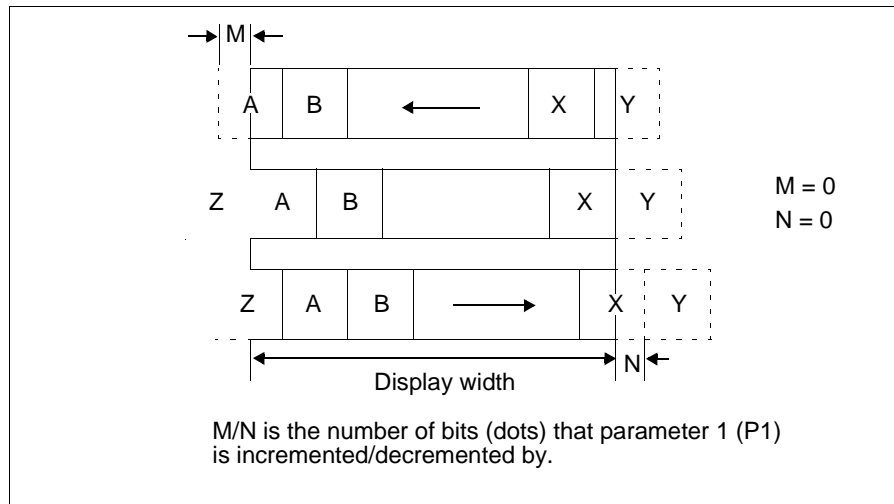 M
A B X Y
Z A B X Y
M = 0
N = 0
Z A B X Y
N
Display width
M/N is the number of bits (dots) that parameter 1 (P1)
is incremented/decremented by.